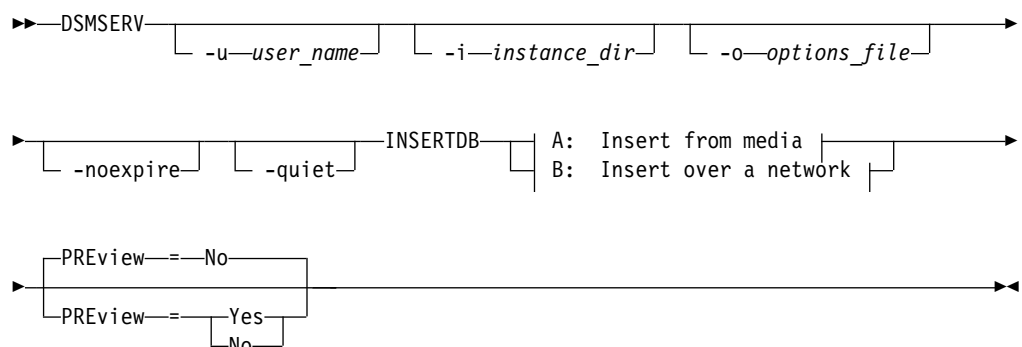 DSMSERV
-u user_name -i instance_dir -o options_file
-noexpire -quiet INSERTDB A: Insert from media
B: Insert over a network
PREview = No
PREview = Yes
No